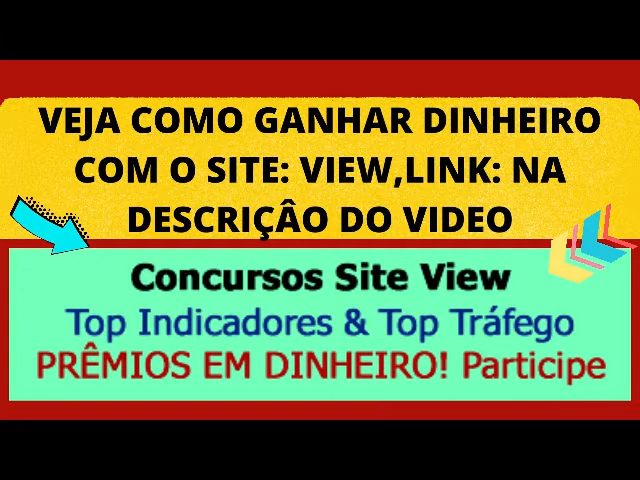 VEJA COMO GANHAR DINHEIRO
COM O SITE: VIEW,LINK: NA
DESCRIÇÂO DO VIDEO
Concursos Site View
Top Indicadores & Top Tráfego
PRÊMIOS EM DINHEIRO! Participe